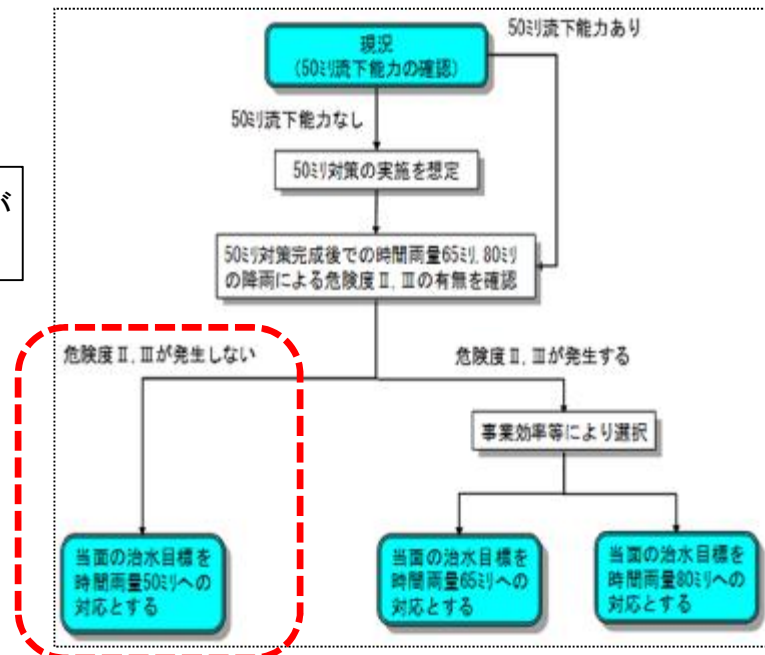 50ミリ流下能力あり
現況
(50ミリ流下能力の確認)
50ミリ流下能力なし
50ミリ対策の実施を想定
が
50ミリ対策完成後での時間雨量65ミリ, 80ミリ
の降雨による危険度Ⅱ, Ⅲの有無を確認
危険度Ⅱ, Ⅲが発生しない
危険度Ⅱ, Ⅲが発生する
事業効率等により選択
当面の治水目標を
時間雨量50ミリへの
対応とする
当面の治水目標を
時間雨量65ミリへの
対応とする
当面の治水目標を
時間雨量80ミリへの
対応とする